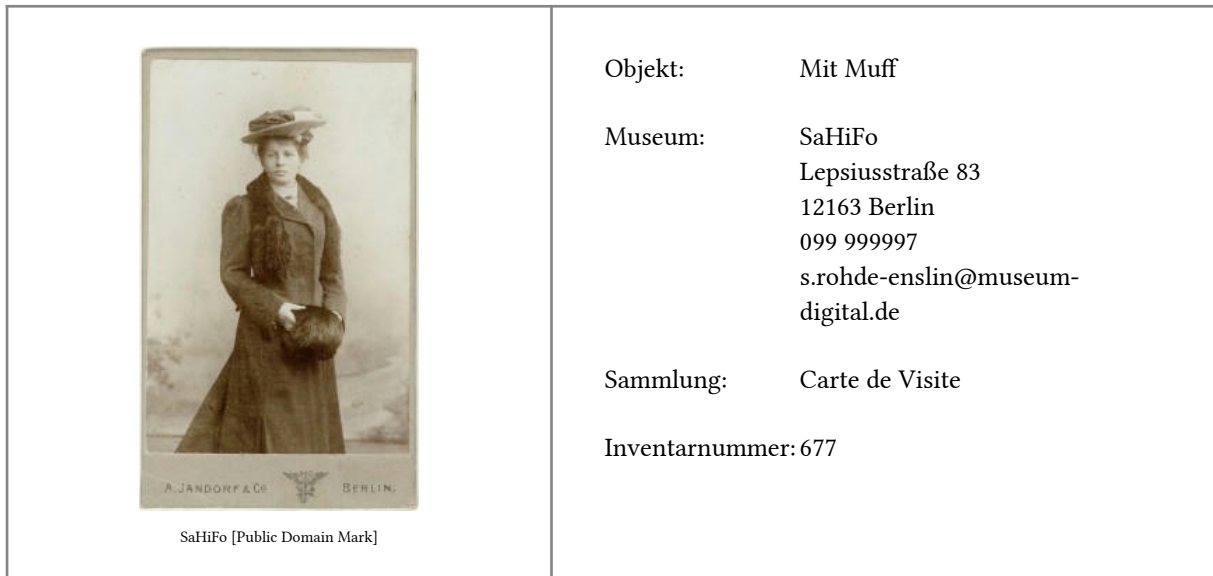 A. JANDORF & Co
BERLIN.
SaHiFo [Public Domain Mark]
Objekt: Mit Muff
Museum: SaHiFo
Lepsiusstraße 83
12163 Berlin
099 999997
s.rohde-enslin@museum-
digital.de
Sammlung: Carte de Visite
Inventarnummer: 677